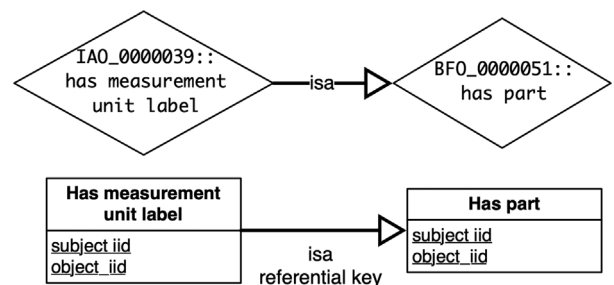 IAO_0000039::
has measurement
unit label
isa
BFO_0000051::
has part
Has measurement
unit label
subject iid
object_iid
isa
referential key
Has part
subject iid
object_iid